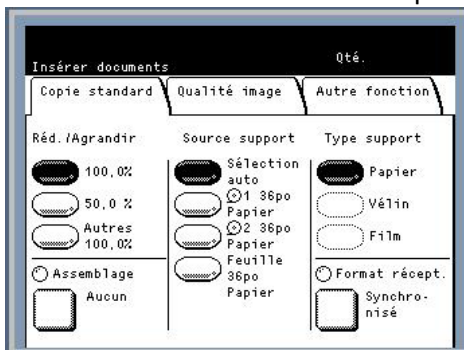 Insérer documents
Qté.
Copie standard
Qualité image
Autre fonction
Réd./Agrandir
100,0%
50,0 %
Autres
100,0%
Assemblage
Aucun
Source support
Sélection
auto
1 36po
Papier
2 36po
Papier
Feuille
36po
Papier
Type support
Papier
Vélin
Film
Format récept.
Synchro-
nisé